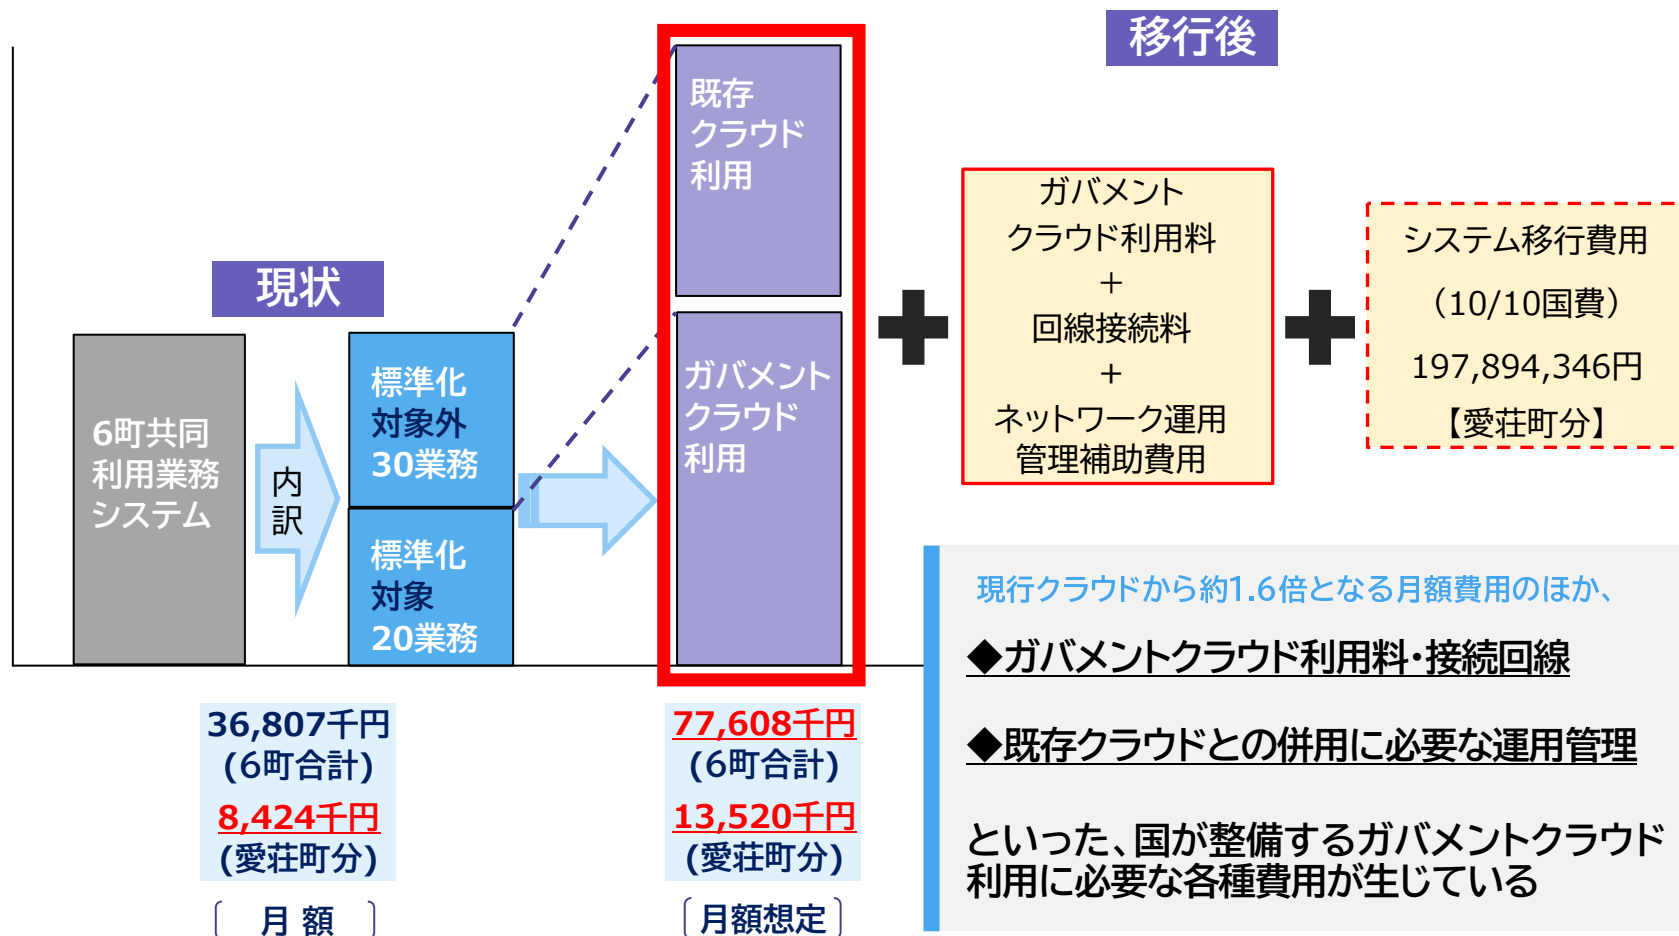 移行後
現状
6町共同
利用業務
システム
内
訳
標準化
対象外
30業務
標準化
対象
20業務
既存
クラウド
利用
ガバメント
クラウド
利用
ガバメント
クラウド利用料
+
回線接続料
+
ネットワーク運用
管理補助費用
システム移行費用
(10/10国費)
197,894,346円
【愛荘町分】
36,807千円
(6町合計)
8,424千円
(愛荘町分)
月 額
77,608千円
(6町合計)
13,520千円
(愛荘町分)
月額想定
現行クラウドから約1.6倍となる月額費用のほか、
◆ガバメントクラウド利用料・接続回線
◆既存クラウドとの併用に必要な運用管理
といった、国が整備するガバメントクラウド
利用に必要な各種費用が生じている